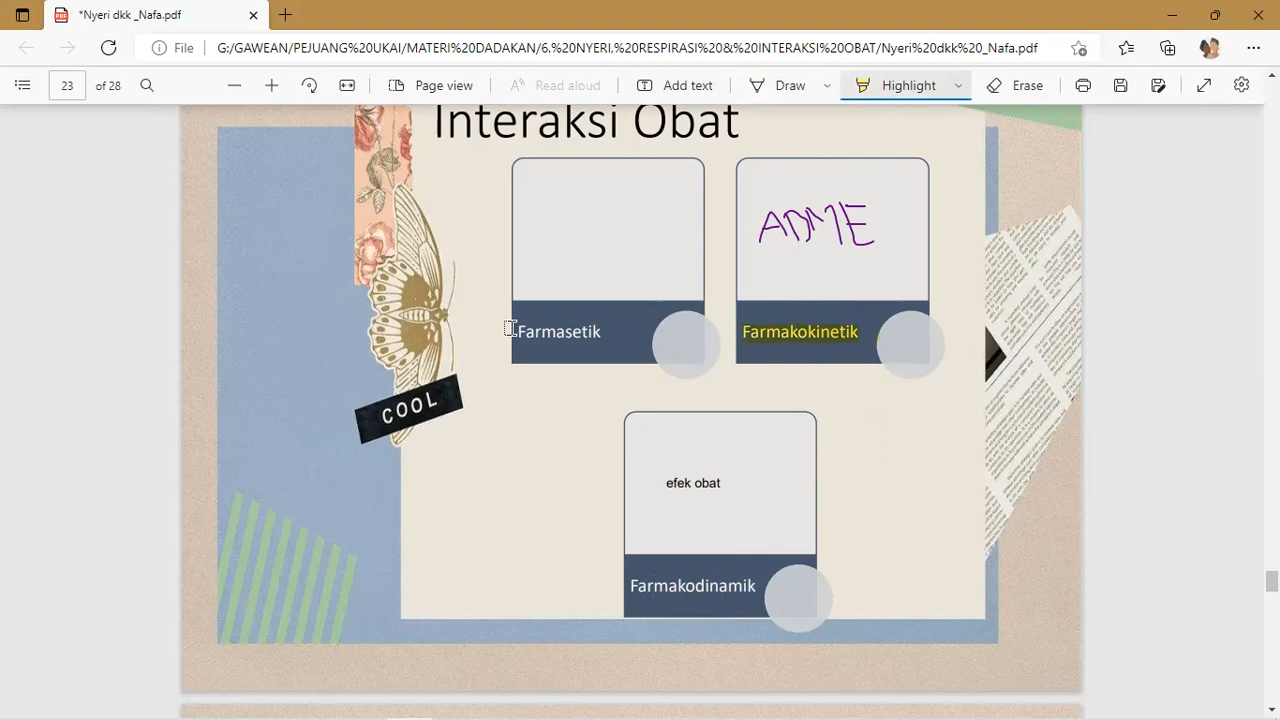 *Nyeri dkk _Nafa.pdf
File
G:/GAWEAN/PEJUANG%20UKAI/MATERI%20DADAKAN/6.%20NYERI,%20RESPIRASI%20&%20INTERAKSI%20OBAT/Nyeri%20dkk%20_Nafa.pdf
23 of 28
Page view
Read aloud
Add text
Draw
Highlight
Erase
Interaksi Obat
ADME
Farmasetik
Farmakokinetik
COOL
efek obat
Farmakodinamik